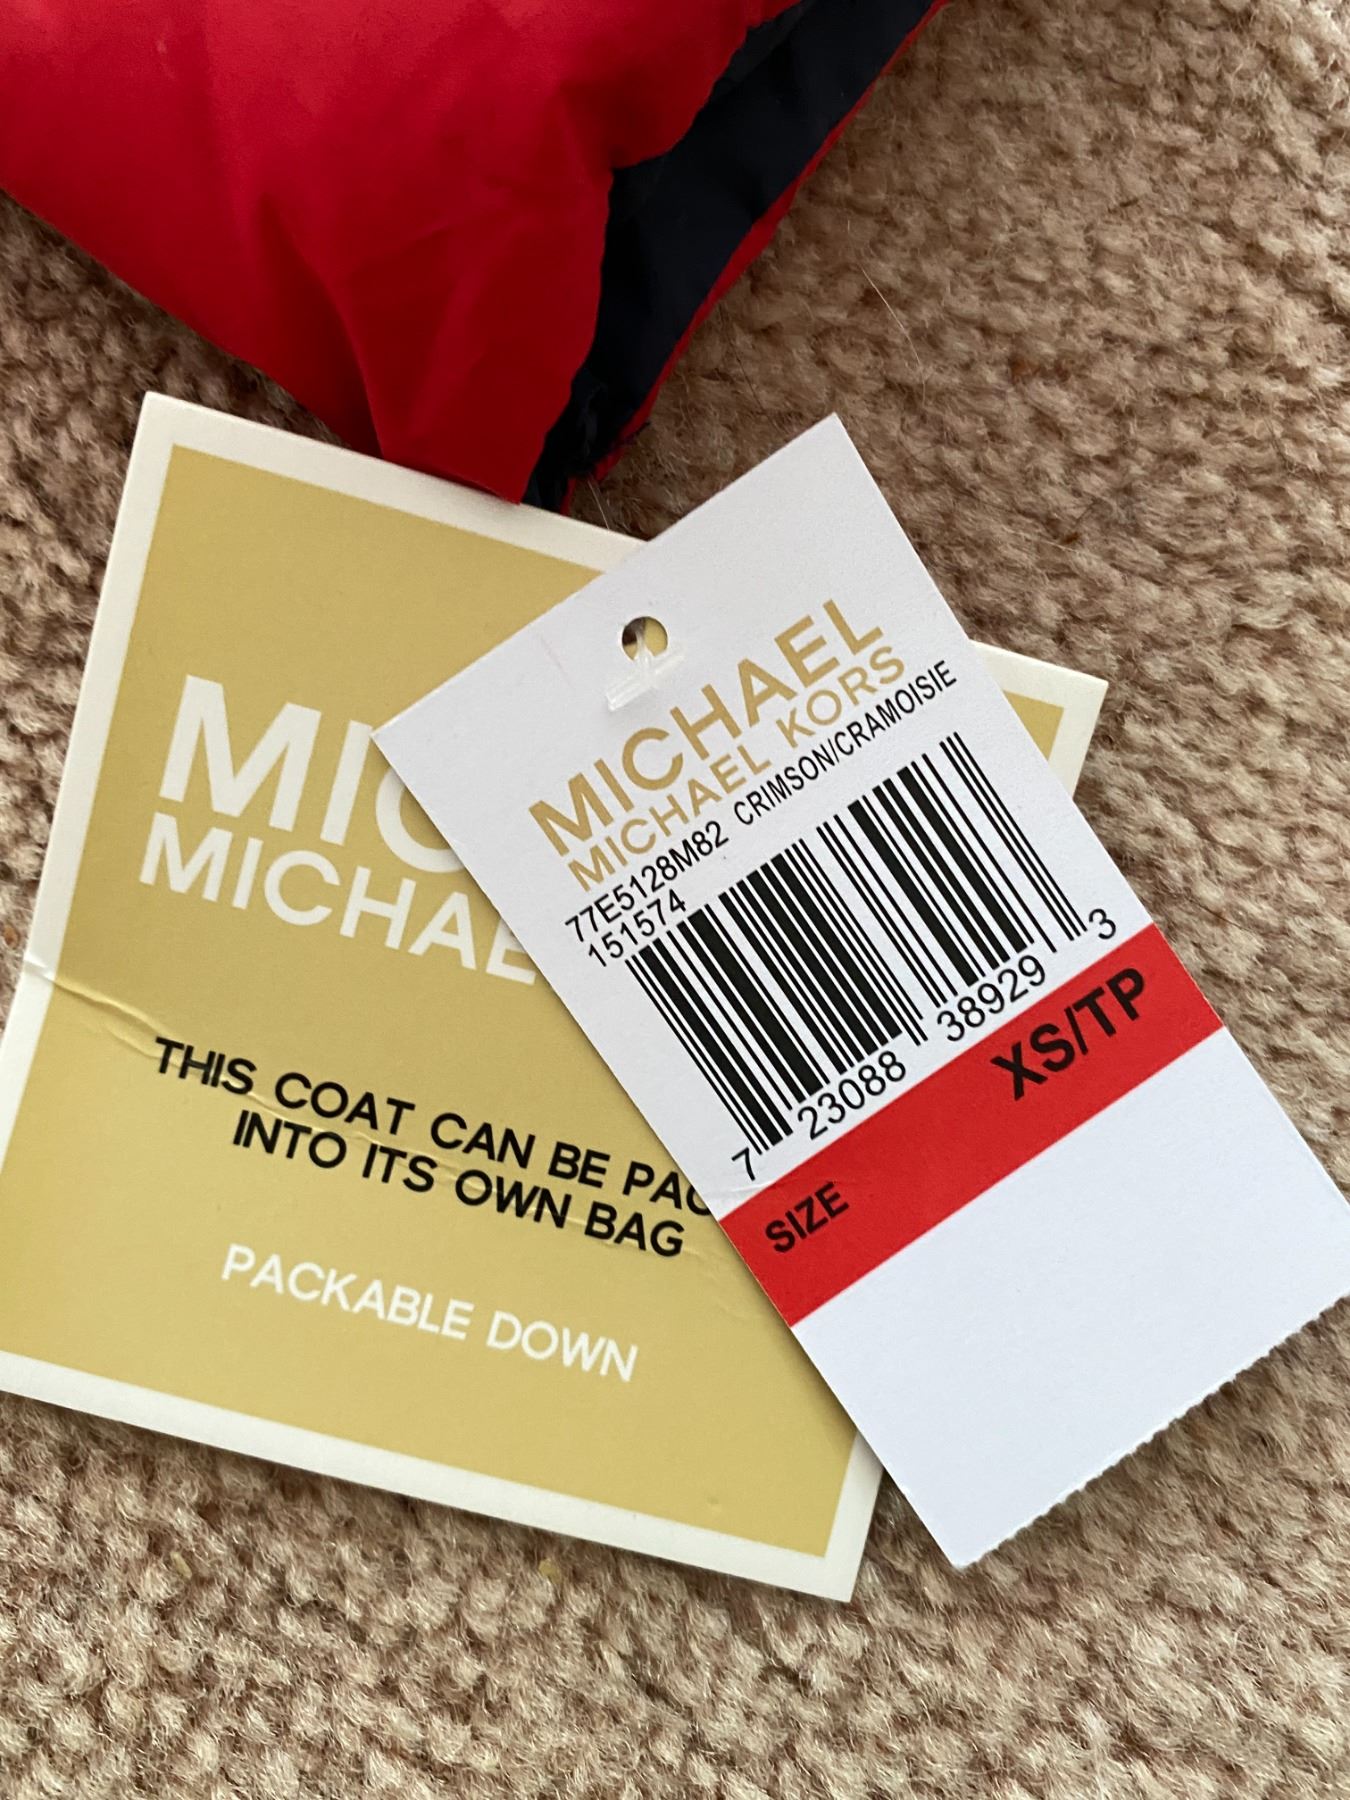 MIC
MICHAE
THIS COAT CAN BE PAC
INTO ITS OWN BAG
PACKABLE DOWN
MICHAEL
MICHAEL KORS
77E5128M82 CRIMSON/CRAMOISIE
151574
7 23088 38929 3
SIZE XS/TP